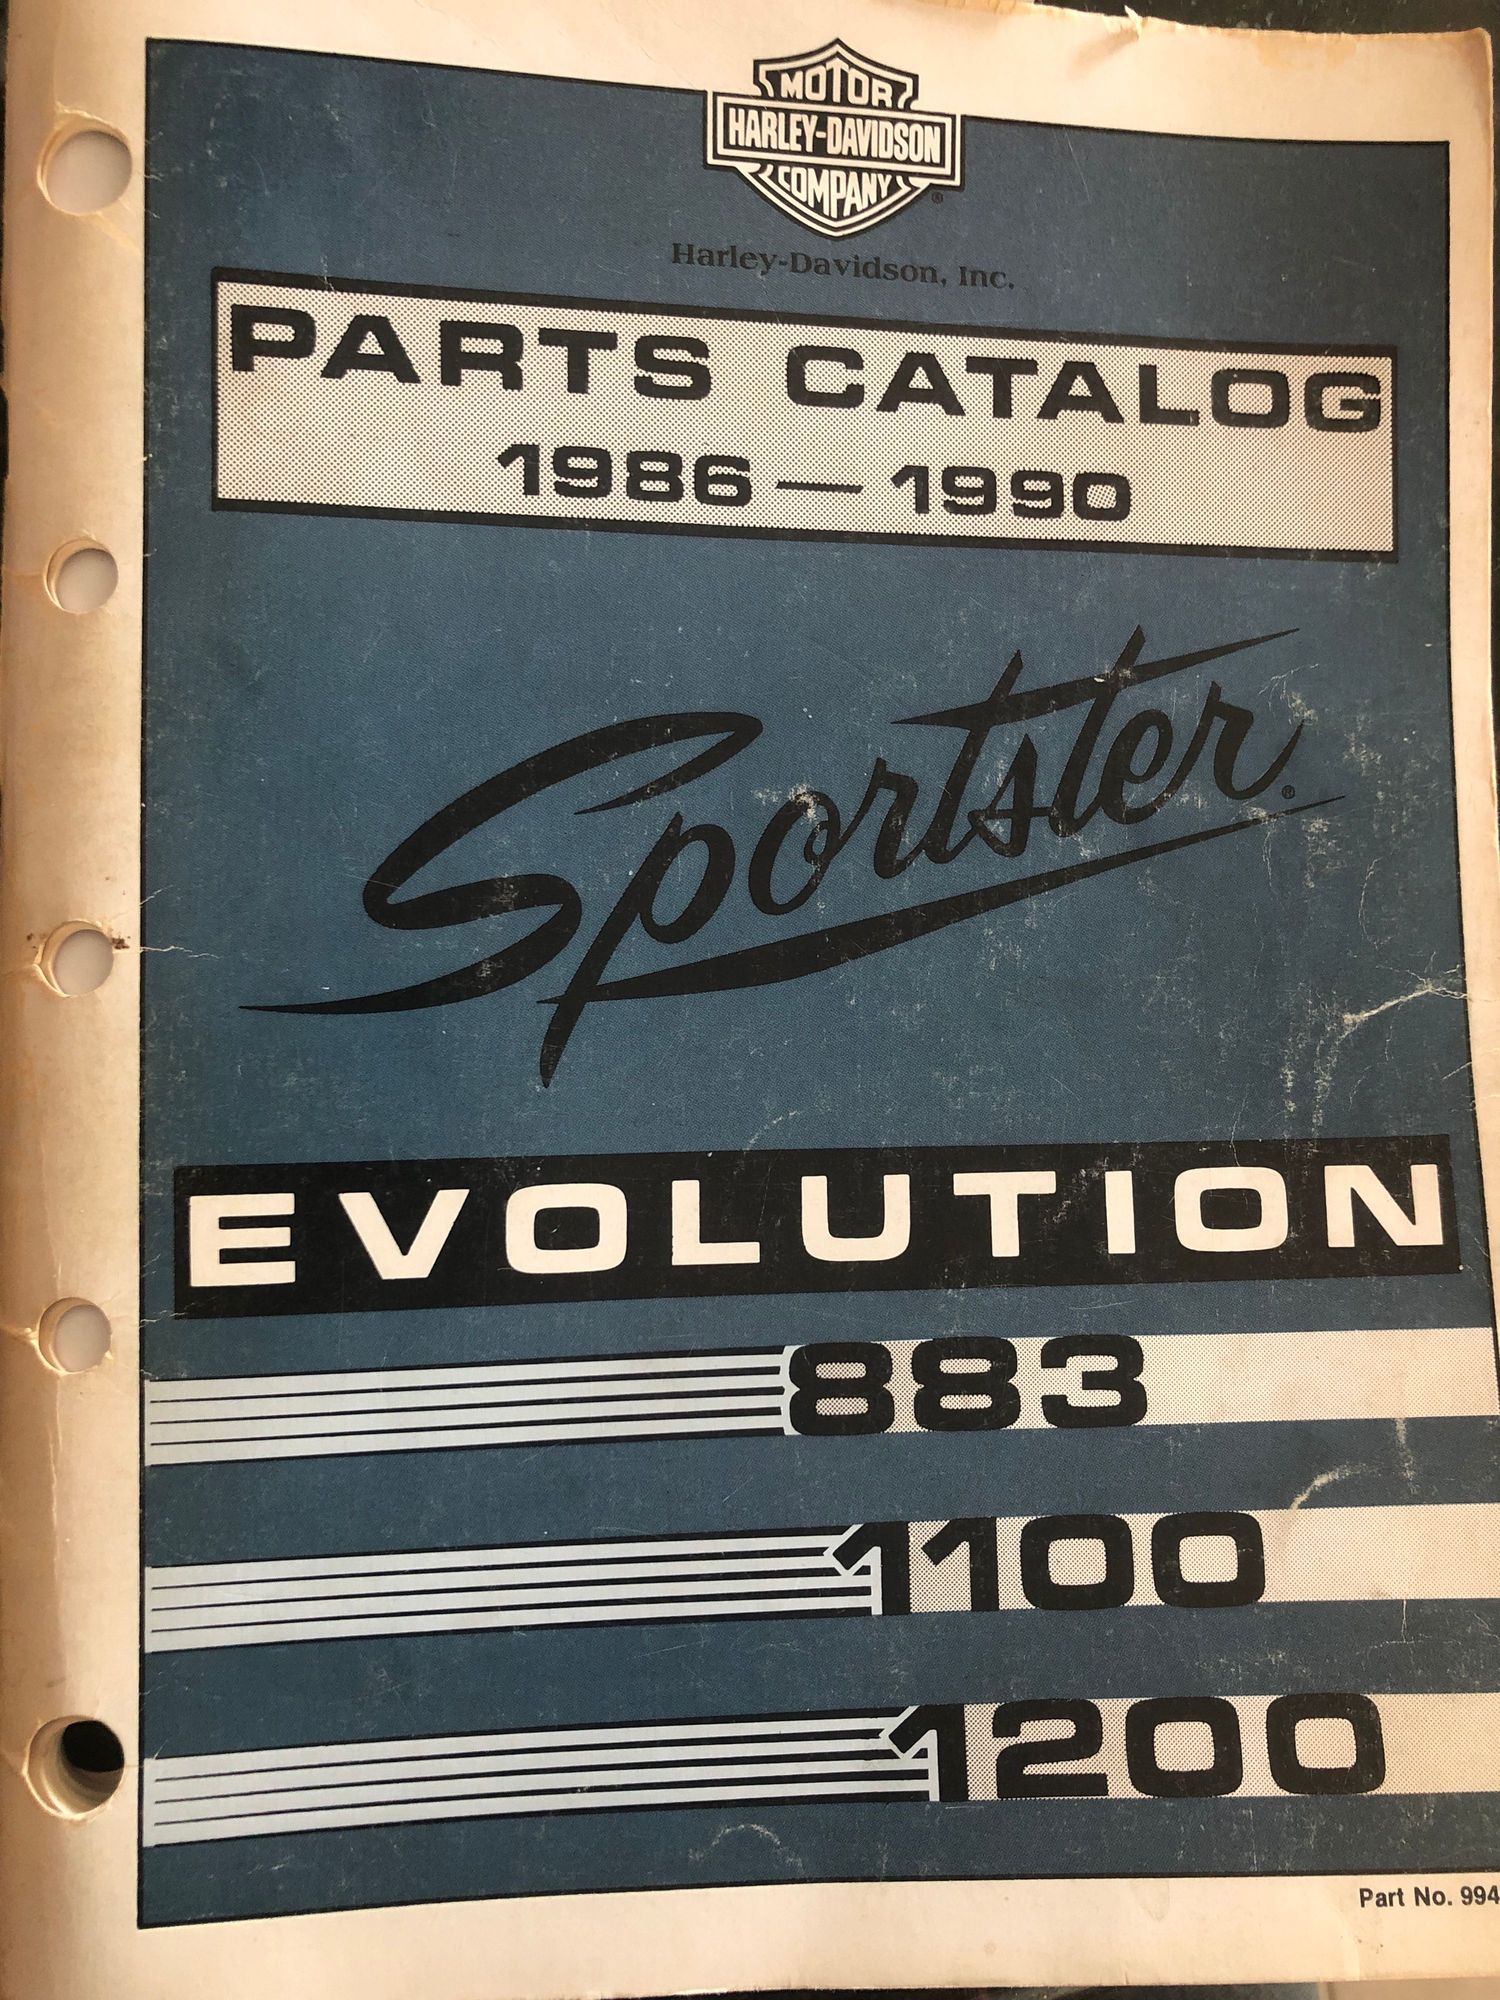 MOTOR
HARLEY-DAVIDSON
COMPANY
®
Harley-Davidson, Inc.
PARTS CATALOG
1986 — 1990
Sportster®
EVOLUTION
883
1100
1200
Part No. 994